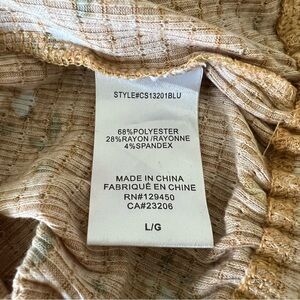 STYLE#CS13201BLU
68%POLYESTER
28%RAYON/RAYONNE
4%SPANDEX
MADE IN CHINA
FABRIQUÉ EN CHINE
RN#129450
CA#23206
L/G